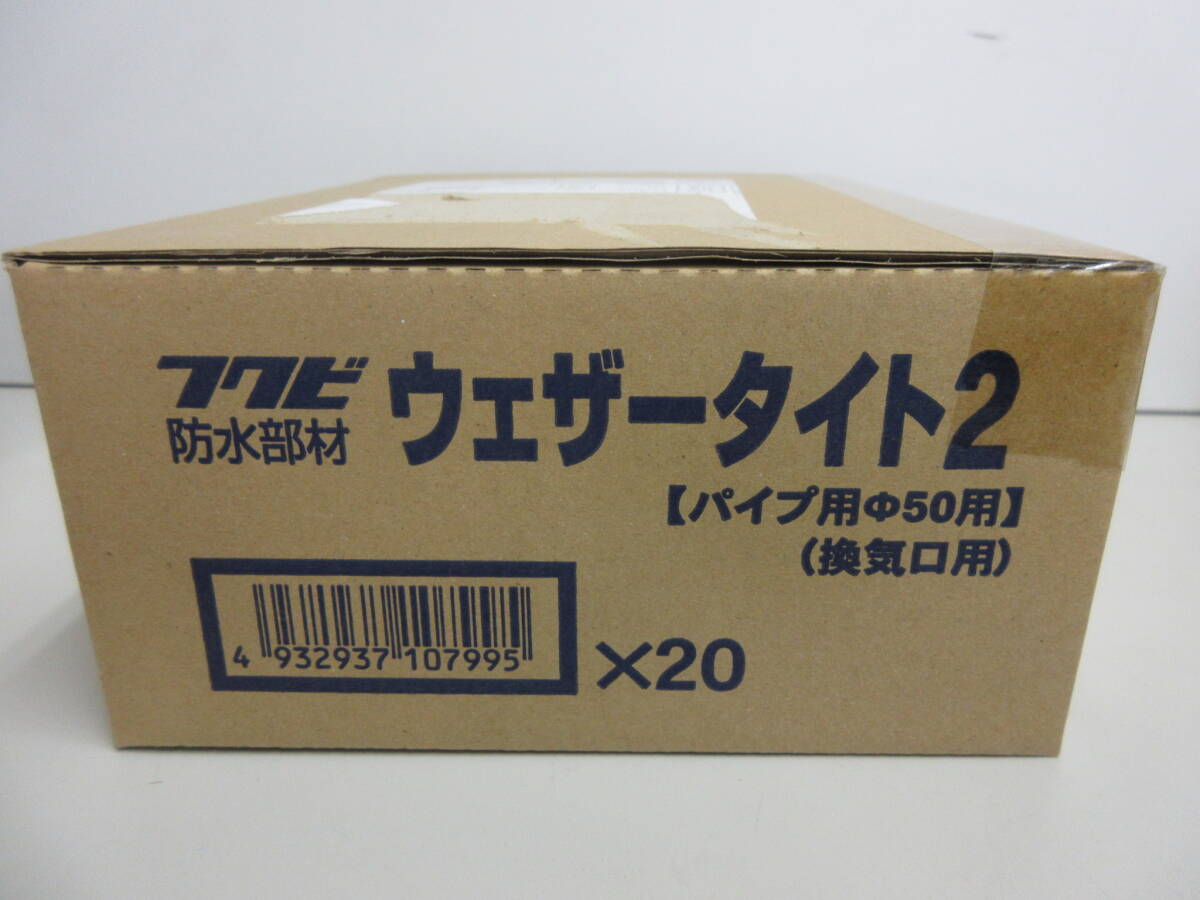 フクビ
防水部材
ウェザータイト2
【パイプ用Φ50用】
(換気口用)
4 932937 107995
×20